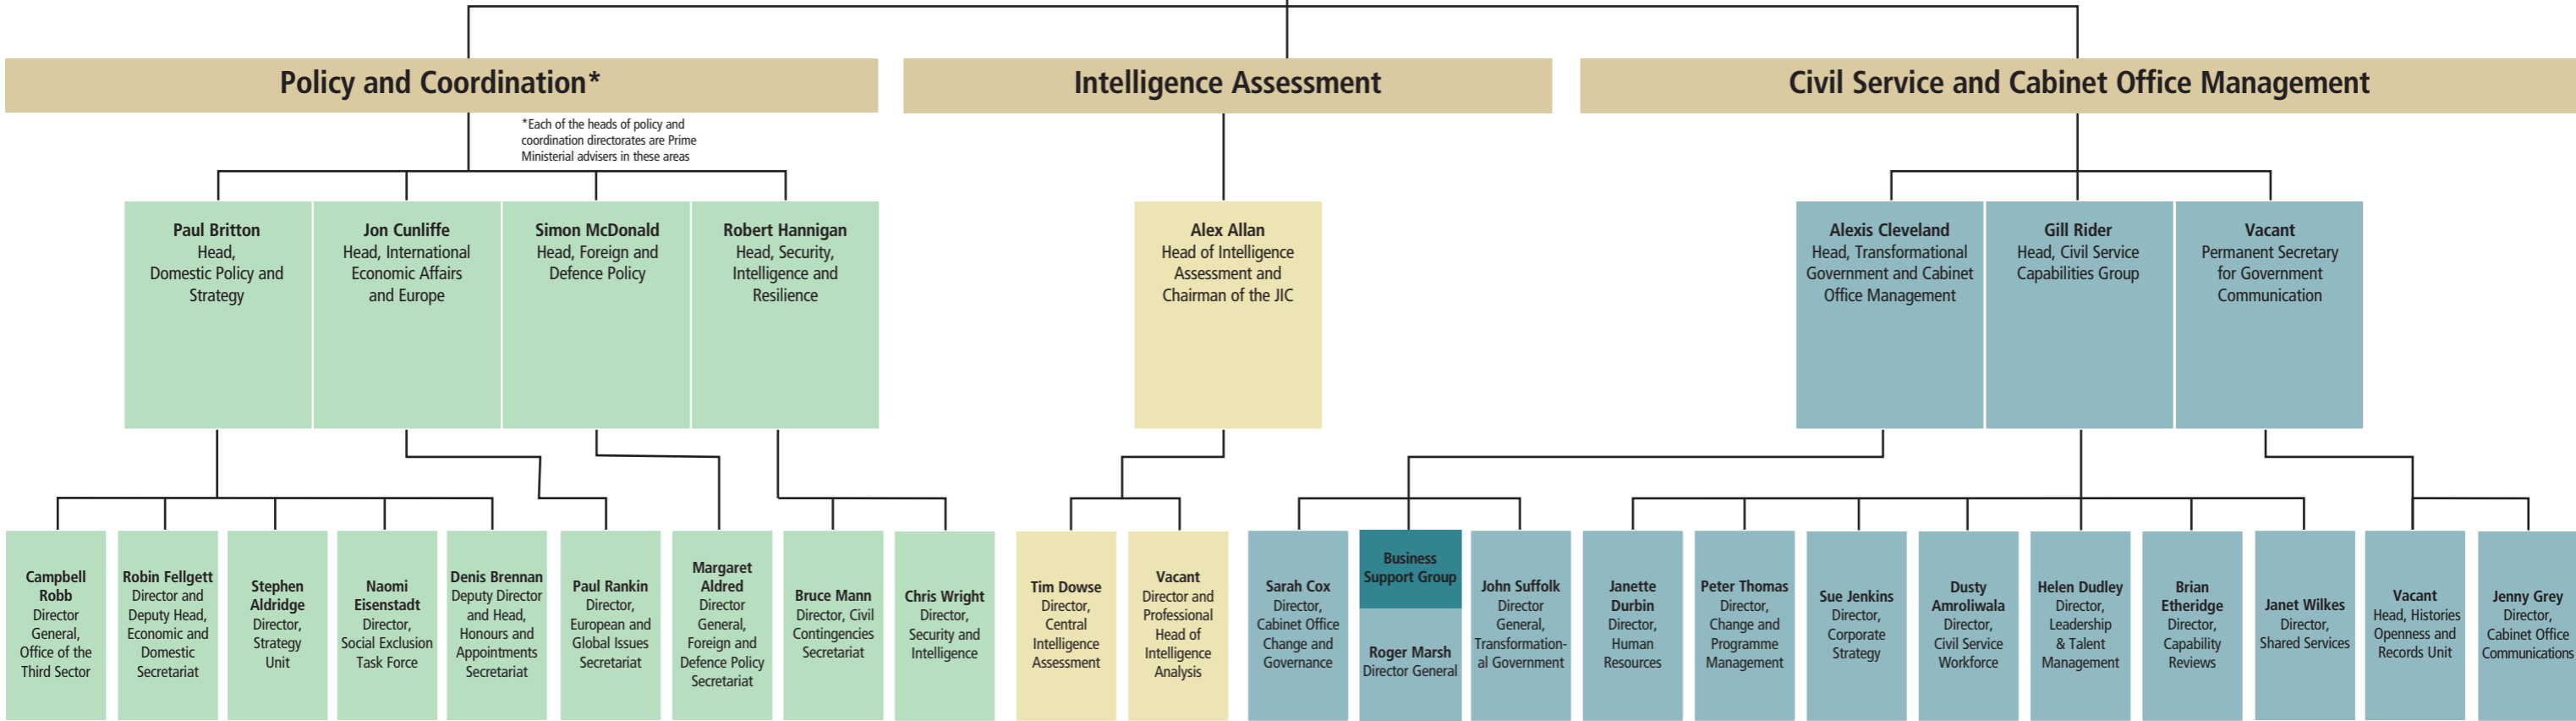 Policy and Coordination*
Intelligence Assessment
Civil Service and Cabinet Office Management
*Each of the heads of policy and
coordination directorates are Prime
Ministerial advisers in these areas
Paul Britton
Head,
Domestic Policy and
Strategy
Jon Cunliffe
Head, International
Economic Affairs
and Europe
Simon McDonald
Head, Foreign and
Defence Policy
Robert Hannigan
Head, Security,
Intelligence and
Resilience
Alex Allan
Head of Intelligence
Assessment and
Chairman of the JIC
Alexis Cleveland
Head, Transformational
Government and Cabinet
Office Management
Gill Rider
Head, Civil Service
Capabilities Group
Vacant
Permanent Secretary
for Government
Communication
Campbell
Robb
Director
General,
Office of the
Third Sector
Robin Fellgett
Director and
Deputy Head,
Economic and
Domestic
Secretariat
Stephen
Aldridge
Director,
Strategy
Unit
Naomi
Eisenstadt
Director,
Social Exclusion
Task Force
Denis Brennan
Deputy Director
and Head,
Honours and
Appointments
Secretariat
Paul Rankin
Director,
European and
Global Issues
Secretariat
Margaret
Aldred
Director
General,
Foreign and
Defence Policy
Secretariat
Bruce Mann
Director, Civil
Contingencies
Secretariat
Chris Wright
Director,
Security and
Intelligence
Tim Dowse
Director,
Central
Intelligence
Assessment
Vacant
Director and
Professional
Head of
Intelligence
Analysis
Sarah Cox
Director,
Cabinet Office
Change and
Governance
Business
Support Group
Roger Marsh
Director General
John Suffolk
Director
General,
Transformation-
al Government
Janette
Durbin
Director,
Human
Resources
Peter Thomas
Director,
Change and
Programme
Management
Sue Jenkins
Director,
Corporate
Strategy
Dusty
Amroliwala
Director,
Civil Service
Workforce
Helen Dudley
Director,
Leadership
& Talent
Management
Brian
Etheridge
Director,
Capability
Reviews
Janet Wilkes
Director,
Shared Services
Vacant
Head, Histories
Openness and
Records Unit
Jenny Grey
Director,
Cabinet Office
Communications